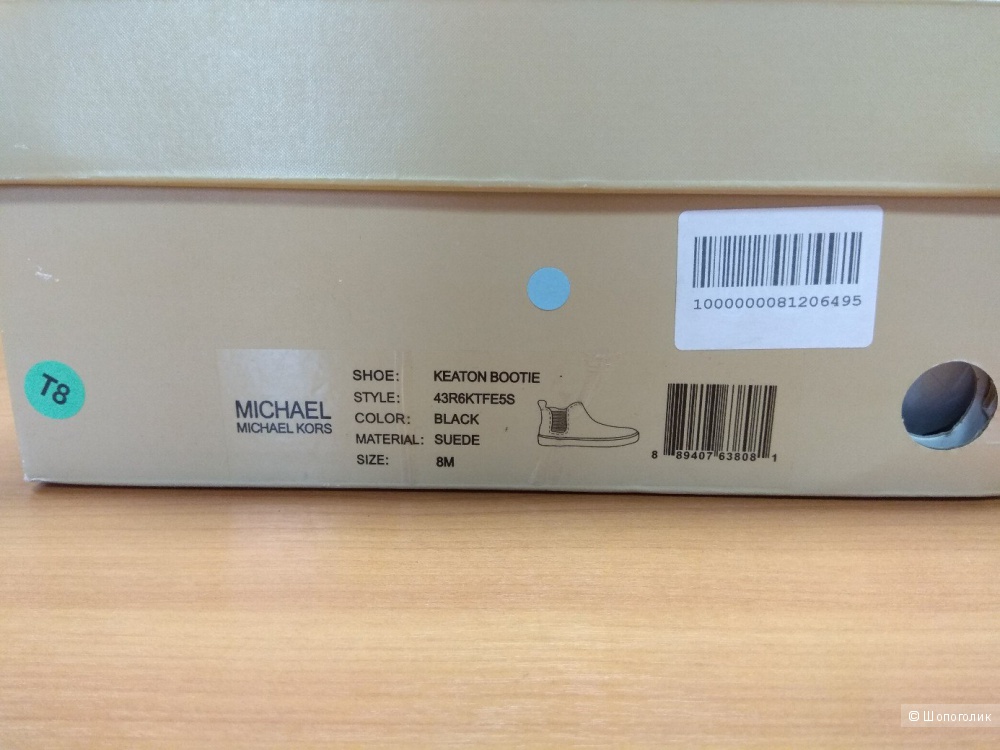 1000000081206495
T8
MICHAEL
MICHAEL KORS
SHOE: KEATON BOOTIE
STYLE: 43R6KTFE5S
COLOR: BLACK
MATERIAL: SUEDE
SIZE: 8M
8 89407 63808 1
© Шопоголик